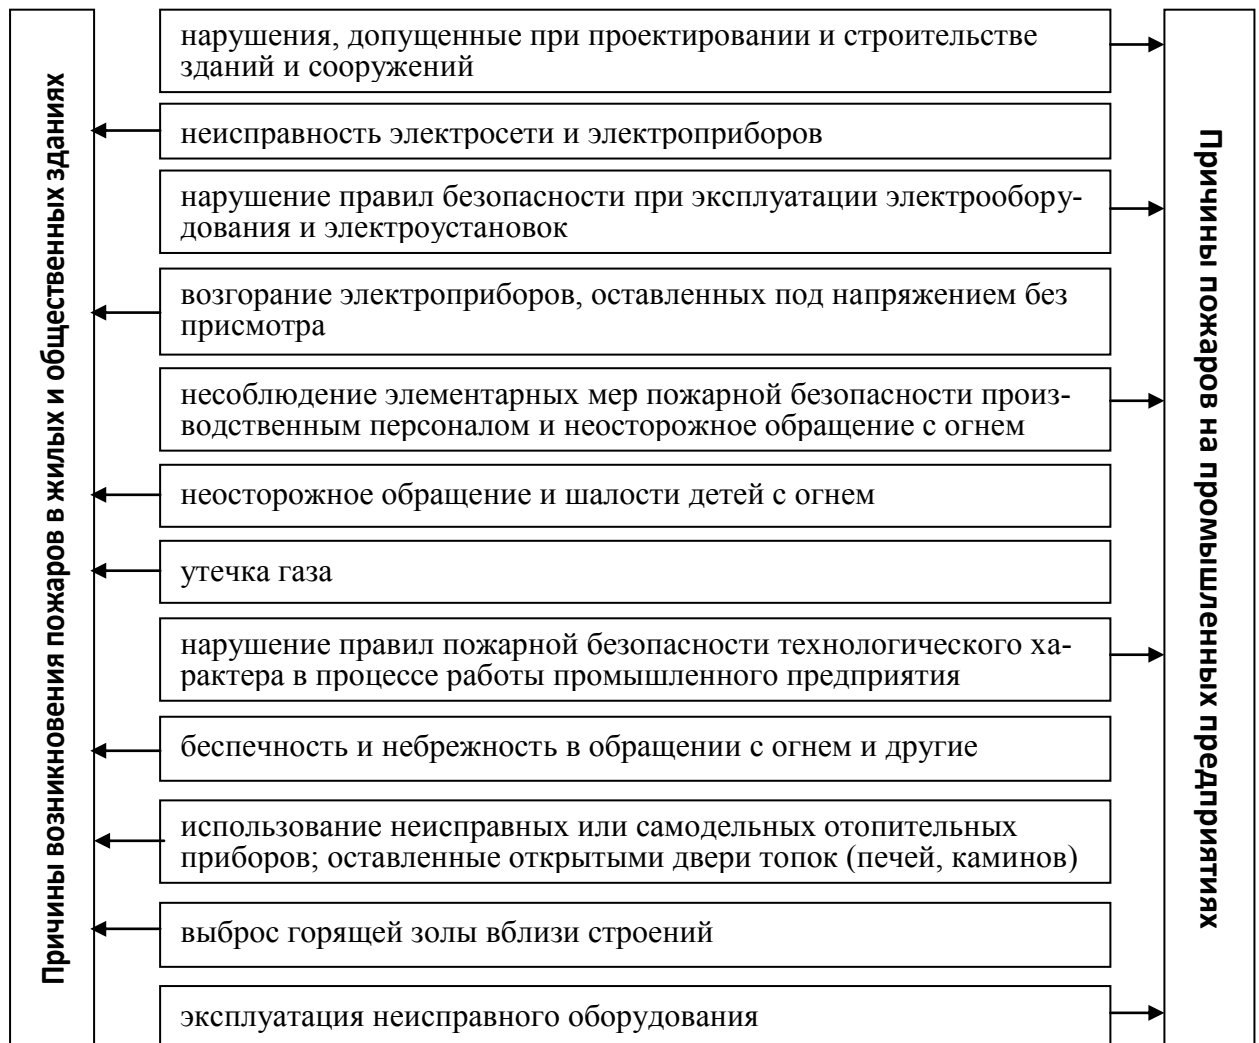 Причины возникновения пожаров в жилых и общественных зданиях
нарушения, допущенные при проектировании и строительстве
зданий и сооружений
неисправность электросети и электроприборов
нарушение правил безопасности при эксплуатации электрообору-
дования и электроустановок
возгорание электроприборов, оставленных под напряжением без
присмотра
несоблюдение элементарных мер пожарной безопасности произ-
водственным персоналом и неосторожное обращение с огнем
неосторожное обращение и шалости детей с огнем
утечка газа
нарушение правил пожарной безопасности технологического ха-
рактера в процессе работы промышленного предприятия
беспечность и небрежность в обращении с огнем и другие
использование неисправных или самодельных отопительных
приборов; оставленные открытыми двери топок (печей, каминов)
выброс горящей золы вблизи строений
эксплуатация неисправного оборудования
Причины пожаров на промышленных предприятиях